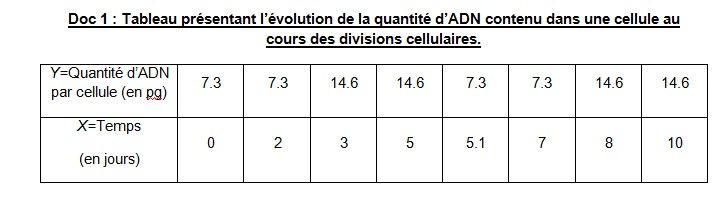 Doc 1 : Tableau présentant l’évolution de la quantité d’ADN contenu dans une cellule au
cours des divisions cellulaires.
Y=Quantité d’ADN
par cellule (en pg)
7.3 7.3 14.6 14.6 7.3 7.3 14.6 14.6
X=Temps
(en jours)
0 2 3 5 5.1 7 8 10